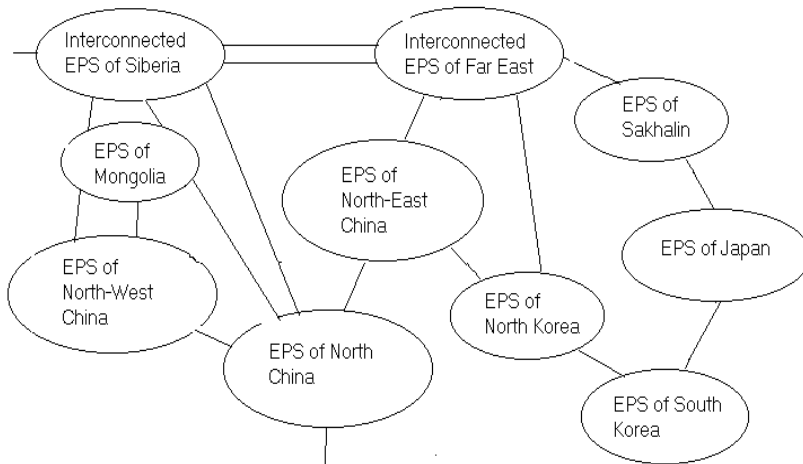 Interconnected
EPS of Siberia
Interconnected
EPS of Far East
EPS of
Sakhalin
EPS of
Mongolia
EPS of
North-East
China
EPS of Japan
EPS of
North-West
China
EPS of
North Korea
EPS of North
China
EPS of South
Korea